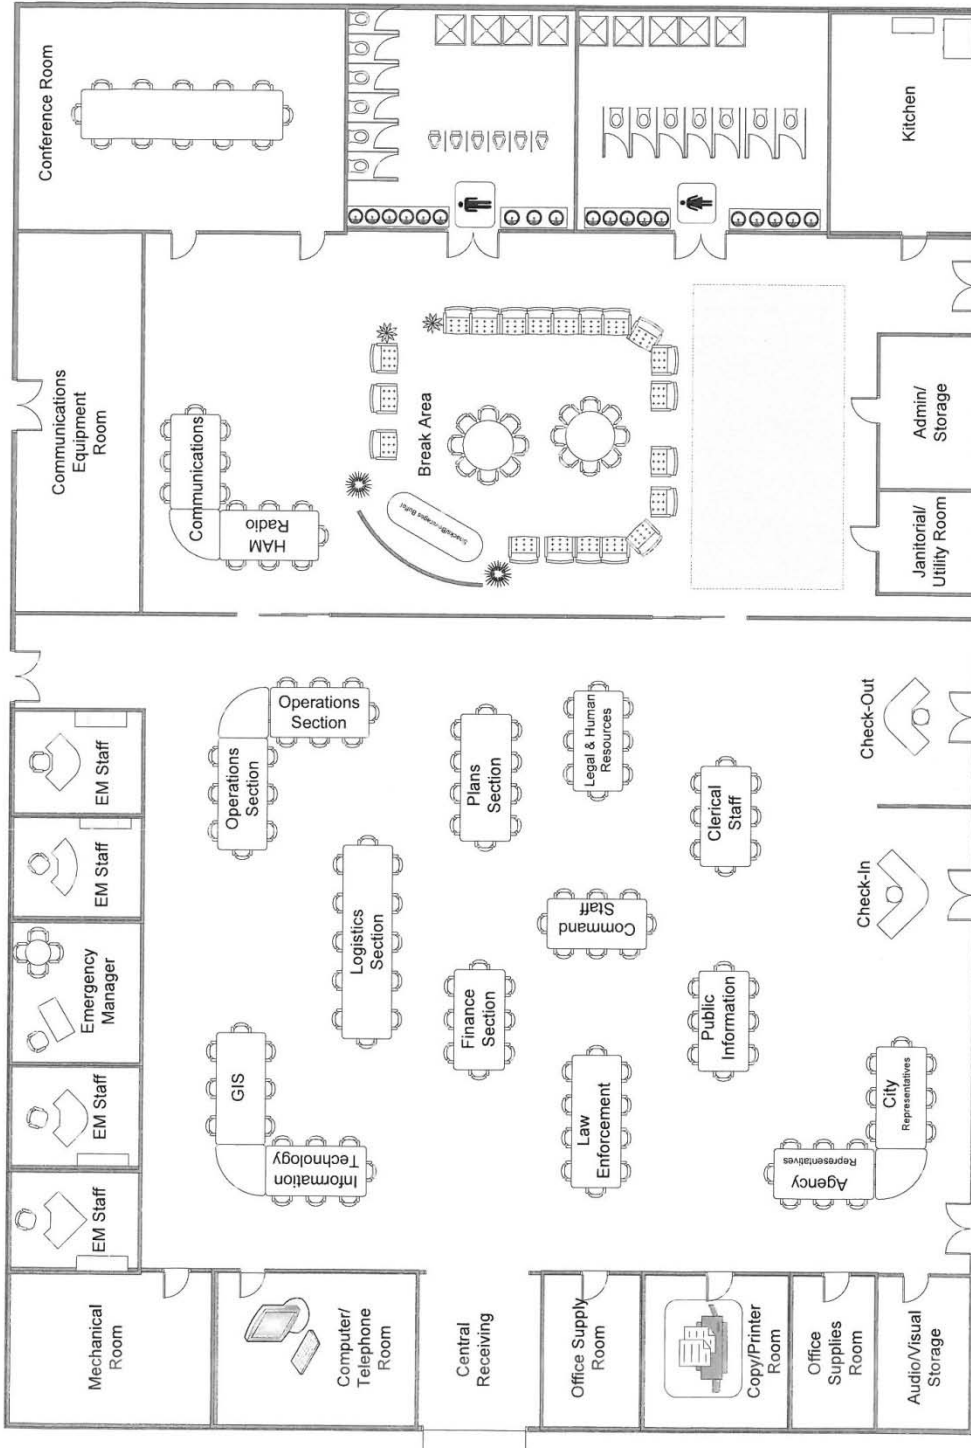 Conference Room
Kitchen
Communications
Equipment
Room
Communications
HAM
Radio
Break Area
Snacks/Beverages Buffet
Admin/
Storage
Janitorial/
Utility Room
EM Staff
EM Staff
Emergency
Manager
EM Staff
EM Staff
Operations
Section
Operations
Section
Plans
Section
Legal & Human
Resources
Check-Out
Logistics
Section
Clerical
Staff
Command
Staff
Check-In
GIS
Finance
Section
Public
Information
Information
Technology
Law
Enforcement
City
Representatives
Agency
Representatives
Mechanical
Room
Computer/
Telephone
Room
Central
Receiving
Office Supply
Room
Copy/Printer
Room
Office
Supplies
Room
Audio/Visual
Storage